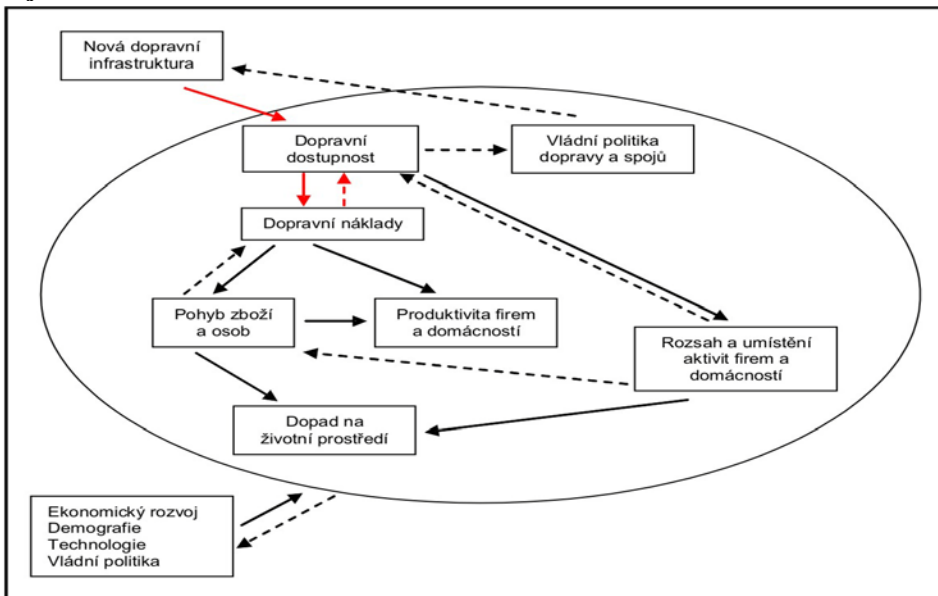 Nová dopravní
infrastruktura
Dopravní
dostupnost
Vládní politika
dopravy a spojů
Dopravní náklady
Pohyb zboží
a osob
Produktivita firem
a domácností
Rozsah a umístění
aktivit firem a
domácností
Dopad na
životní prostředí
Ekonomický rozvoj
Demografie
Technologie
Vládní politika